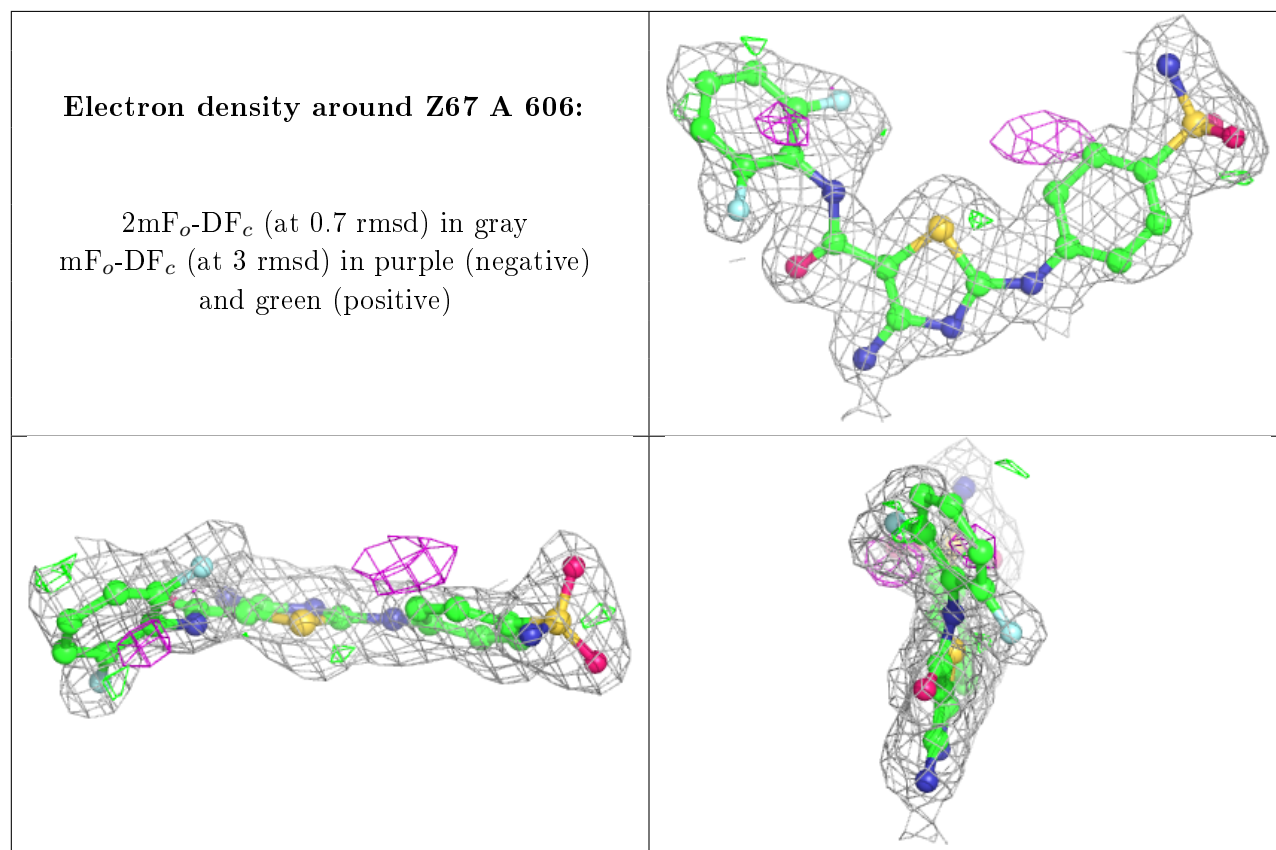 Electron density around Z67 A 606:
2mFo-DFc (at 0.7 rmsd) in gray
mFo-DFc (at 3 rmsd) in purple (negative)
and green (positive)